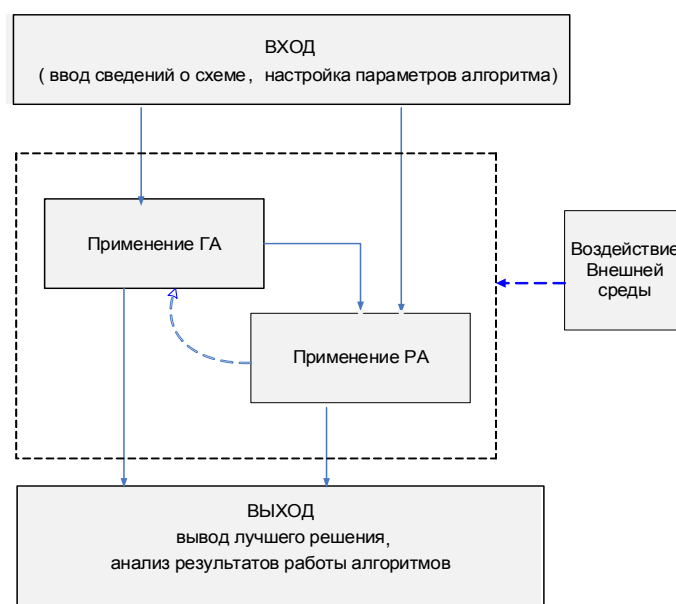 ВХОД
( ввод сведений о схеме, настройка параметров алгоритма)
Применение ГА
Воздействие
Внешней
среды
Применение РА
ВЫХОД
вывод лучшего решения,
анализ результатов работы алгоритмов